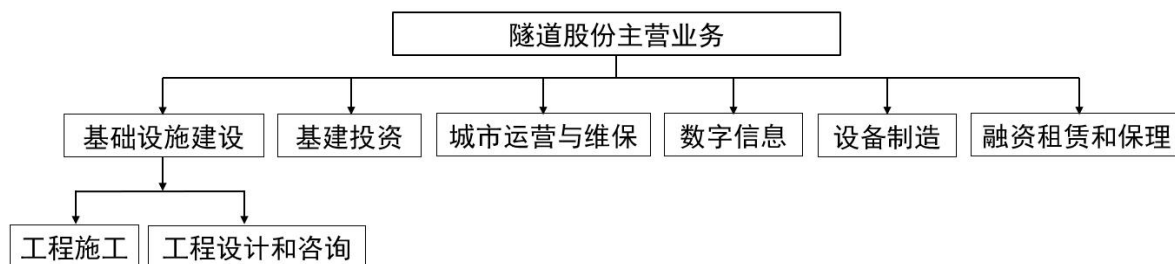 隧道股份主营业务
基础设施建设
基建投资
城市运营与维保
数字信息
设备制造
融资租赁和保理
工程施工
工程设计和咨询